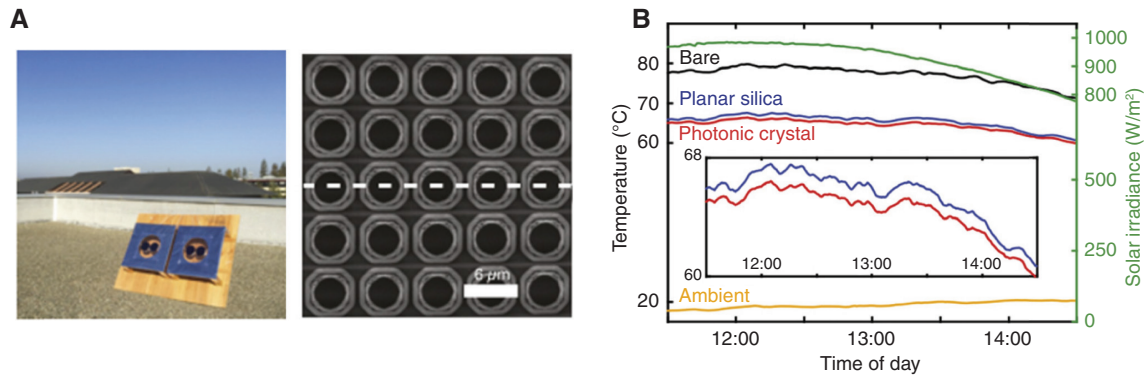 A
6 μm
B
Temperature (°C)
80
70
60
20
Bare
Planar silica
Photonic crystal
68
60
12:00
13:00
14:00
Ambient
12:00
13:00
14:00
Time of day
1000
900
800
500
250
0
Solar irradiance (W/m²)